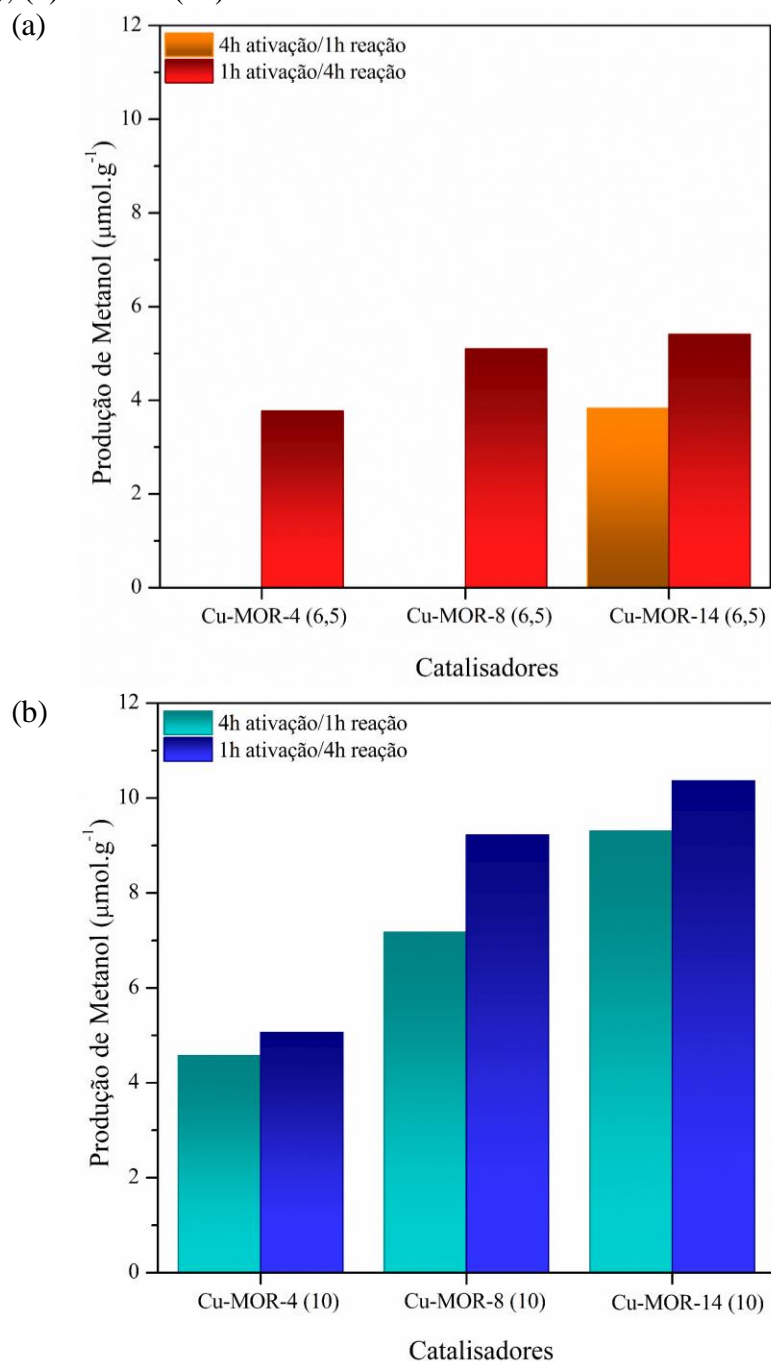 (a)
12
4h ativação/1h reação
1h ativação/4h reação
10
8
6
4
2
0
Produção de Metanol (μmol.g⁻¹)
Cu-MOR-4 (6,5)
Cu-MOR-8 (6,5)
Cu-MOR-14 (6,5)
Catalisadores
(b)
12
4h ativação/1h reação
1h ativação/4h reação
10
8
6
4
2
0
Produção de Metanol (μmol.g⁻¹)
Cu-MOR-4 (10)
Cu-MOR-8 (10)
Cu-MOR-14 (10)
Catalisadores